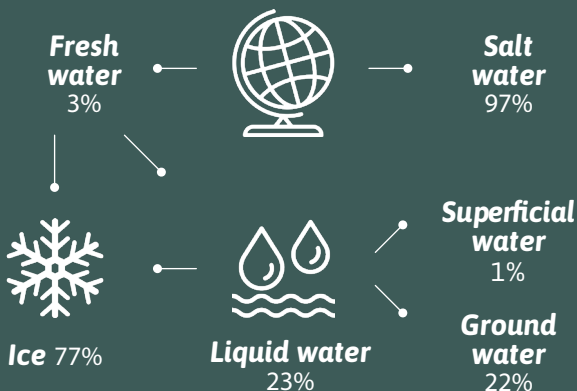 Fresh
water
3%
Salt
water
97%
Superficial
water
1%
Ice 77%
Liquid water
23%
Ground
water
22%